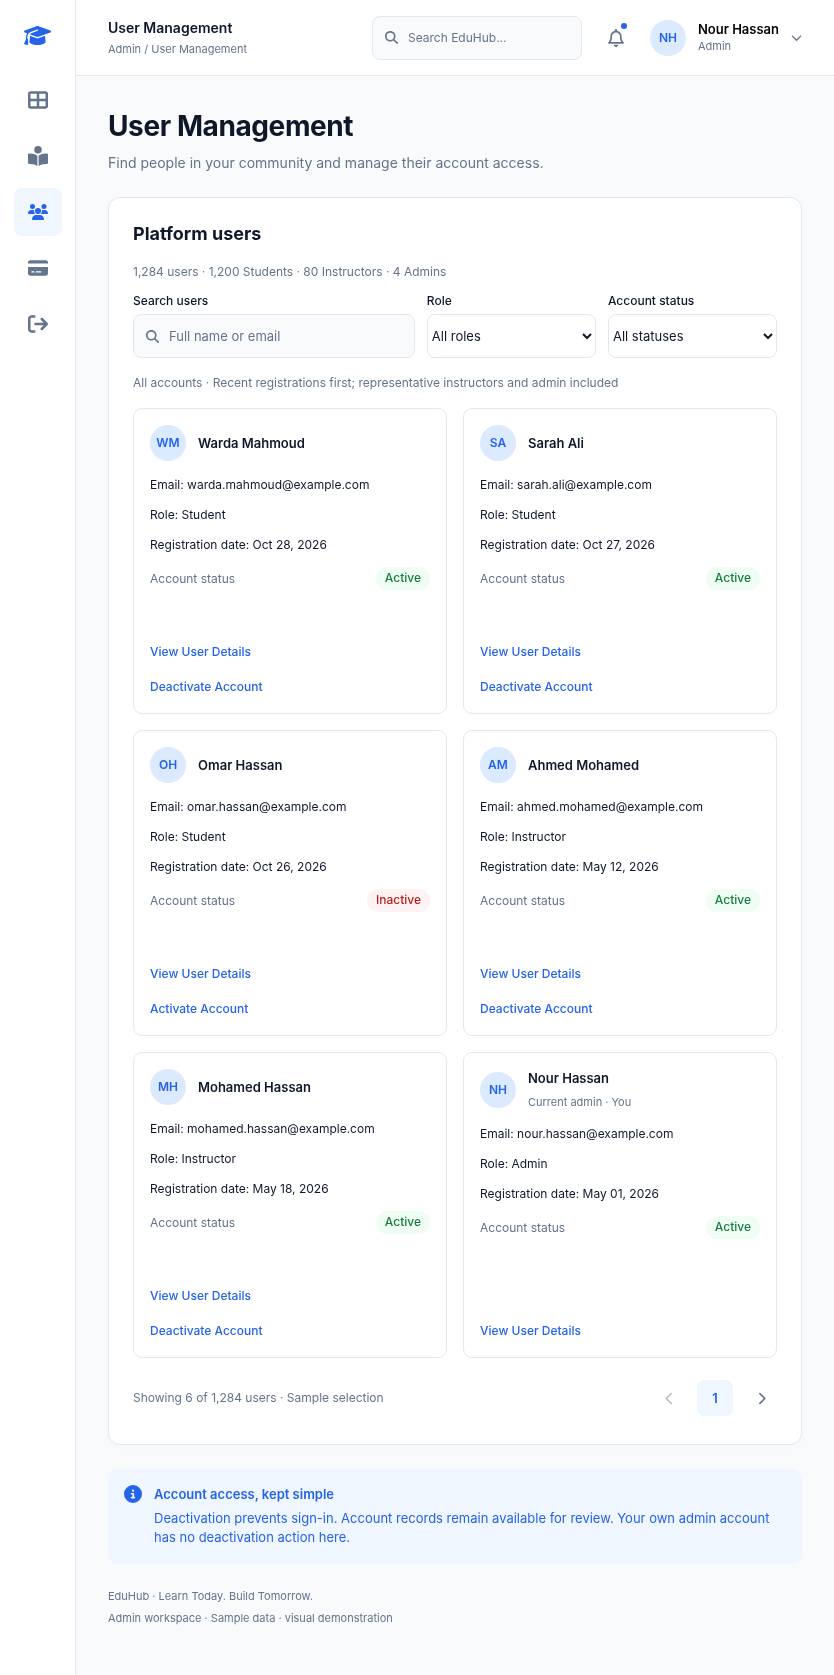 User Management
Admin / User Management
Search EduHub...
NH
Nour Hassan
Admin
User Management
Find people in your community and manage their account access.
Platform users
1,284 users · 1,200 Students · 80 Instructors · 4 Admins
Search users
Role
Account status
Full name or email
All roles
All statuses
All accounts · Recent registrations first; representative instructors and admin included
WM
Warda Mahmoud
Email: warda.mahmoud@example.com
Role: Student
Registration date: Oct 28, 2026
Account status
Active
View User Details
Deactivate Account
SA
Sarah Ali
Email: sarah.ali@example.com
Role: Student
Registration date: Oct 27, 2026
Account status
Active
View User Details
Deactivate Account
OH
Omar Hassan
Email: omar.hassan@example.com
Role: Student
Registration date: Oct 26, 2026
Account status
Inactive
View User Details
Activate Account
AM
Ahmed Mohamed
Email: ahmed.mohamed@example.com
Role: Instructor
Registration date: May 12, 2026
Account status
Active
View User Details
Deactivate Account
MH
Mohamed Hassan
Email: mohamed.hassan@example.com
Role: Instructor
Registration date: May 18, 2026
Account status
Active
View User Details
Deactivate Account
NH
Nour Hassan
Current admin · You
Email: nour.hassan@example.com
Role: Admin
Registration date: May 01, 2026
Account status
Active
View User Details
Showing 6 of 1,284 users · Sample selection
1
Account access, kept simple
Deactivation prevents sign-in. Account records remain available for review. Your own admin account
has no deactivation action here.
EduHub · Learn Today. Build Tomorrow.
Admin workspace · Sample data · visual demonstration